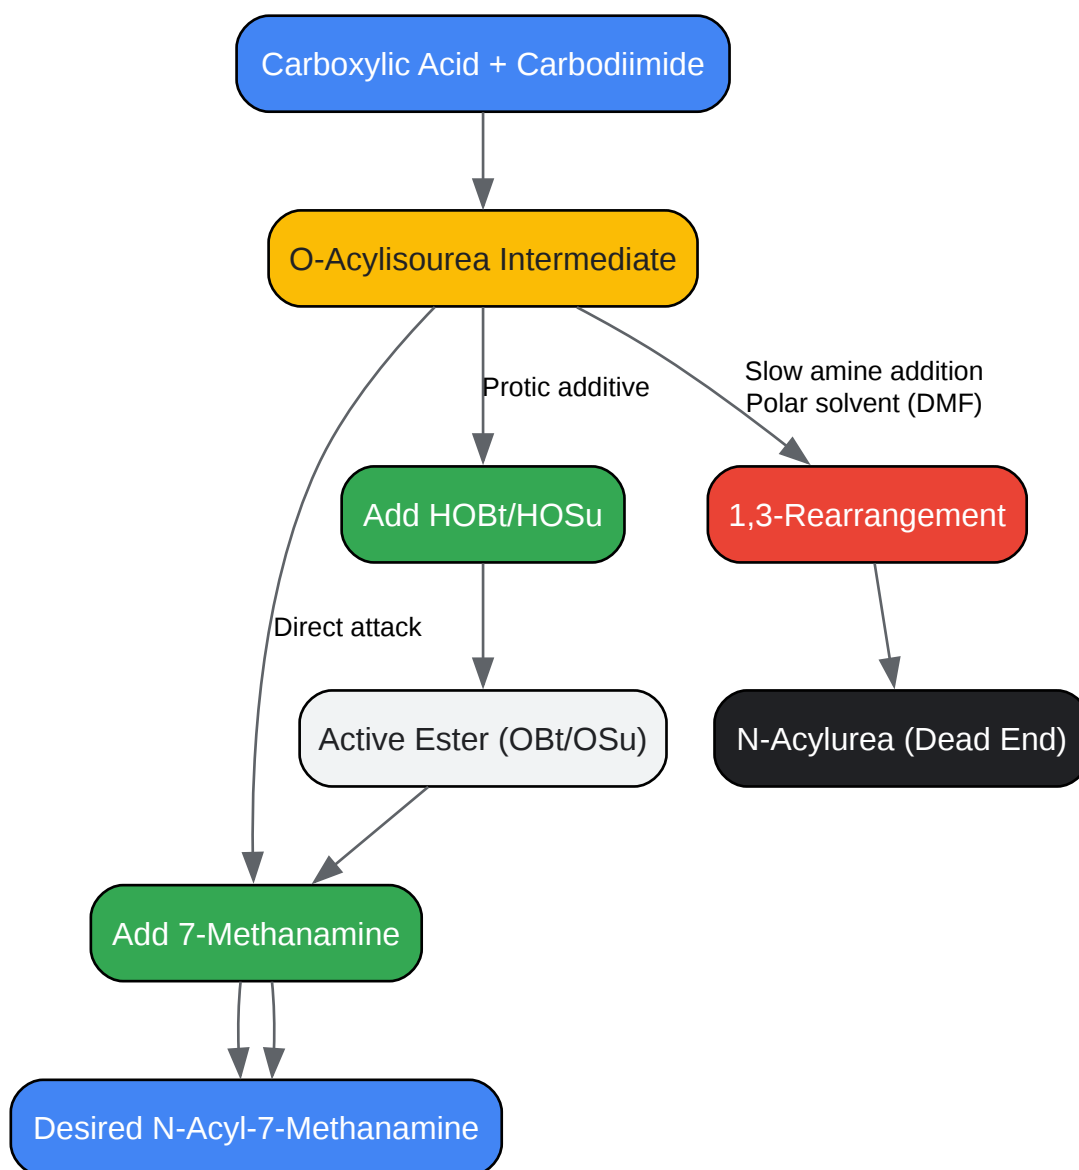 Carboxylic Acid + Carbodiimide
O-Acylisourea Intermediate
Slow amine addition
Polar solvent (DMF)
Protic additive
Add HOBt/HOSu
1,3-Rearrangement
Direct attack
Active Ester (OBt/OSu)
N-Acylurea (Dead End)
Add 7-Methanamine
Desired N-Acyl-7-Methanamine